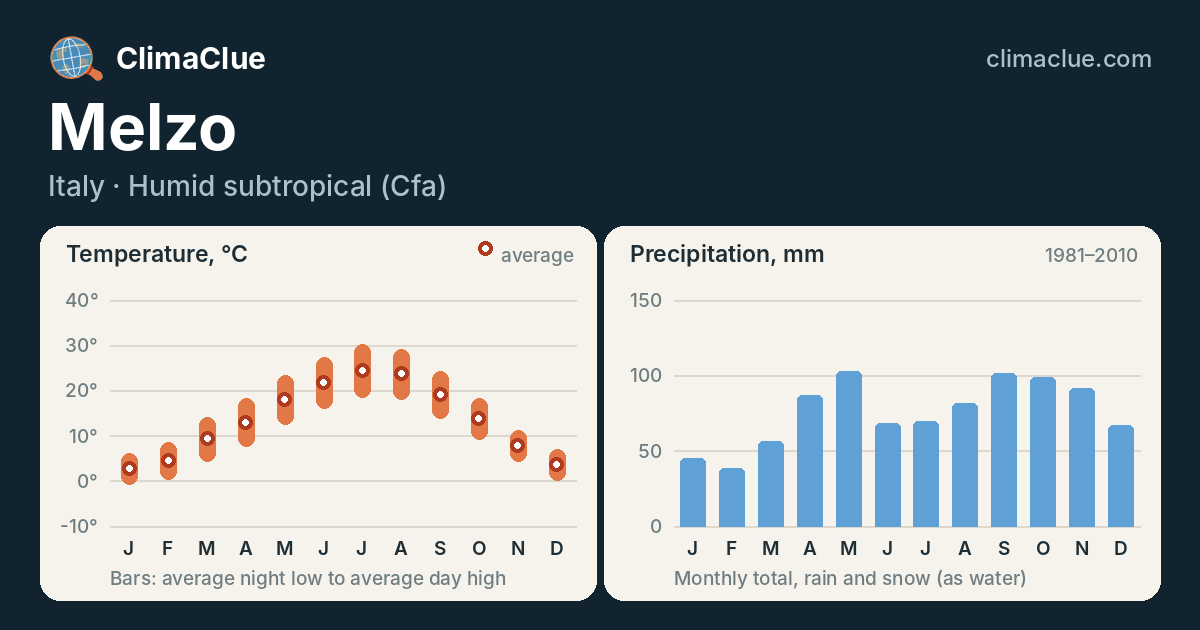 ClimaClue
climaclue.com
Melzo
Italy · Humid subtropical (Cfa)
Temperature, °C
average
40°
30°
20°
10°
0°
-10°
J F M A M J J A S O N D
Bars: average night low to average day high
Precipitation, mm
1981–2010
150
100
50
0
J F M A M J J A S O N D
Monthly total, rain and snow (as water)